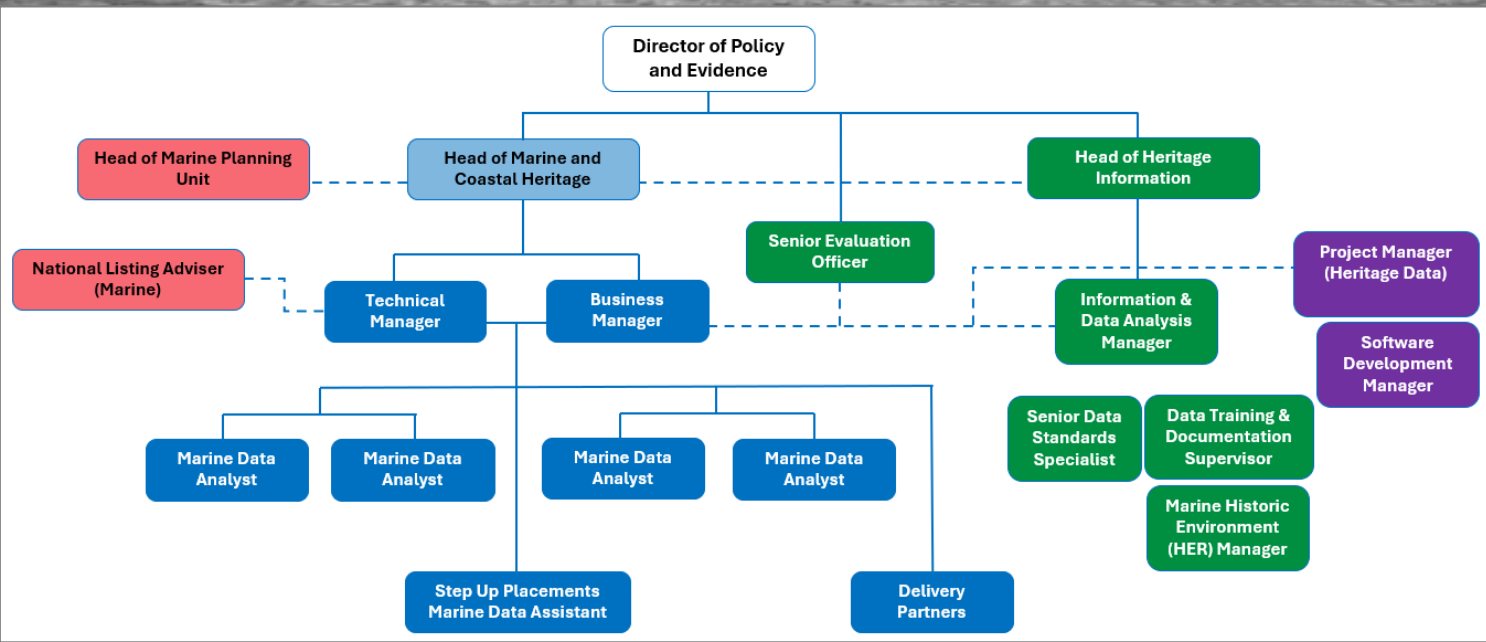 Director of Policy
and Evidence
Head of Marine Planning
Unit
Head of Marine and
Coastal Heritage
Head of Heritage
Information
Senior Evaluation
Officer
National Listing Adviser
(Marine)
Technical
Manager
Business
Manager
Information &
Data Analysis
Manager
Project Manager
(Heritage Data)
Software
Development
Manager
Marine Data
Analyst
Marine Data
Analyst
Marine Data
Analyst
Marine Data
Analyst
Senior Data
Standards
Specialist
Data Training &
Documentation
Supervisor
Marine Historic
Environment
(HER) Manager
Step Up Placements
Marine Data Assistant
Delivery
Partners